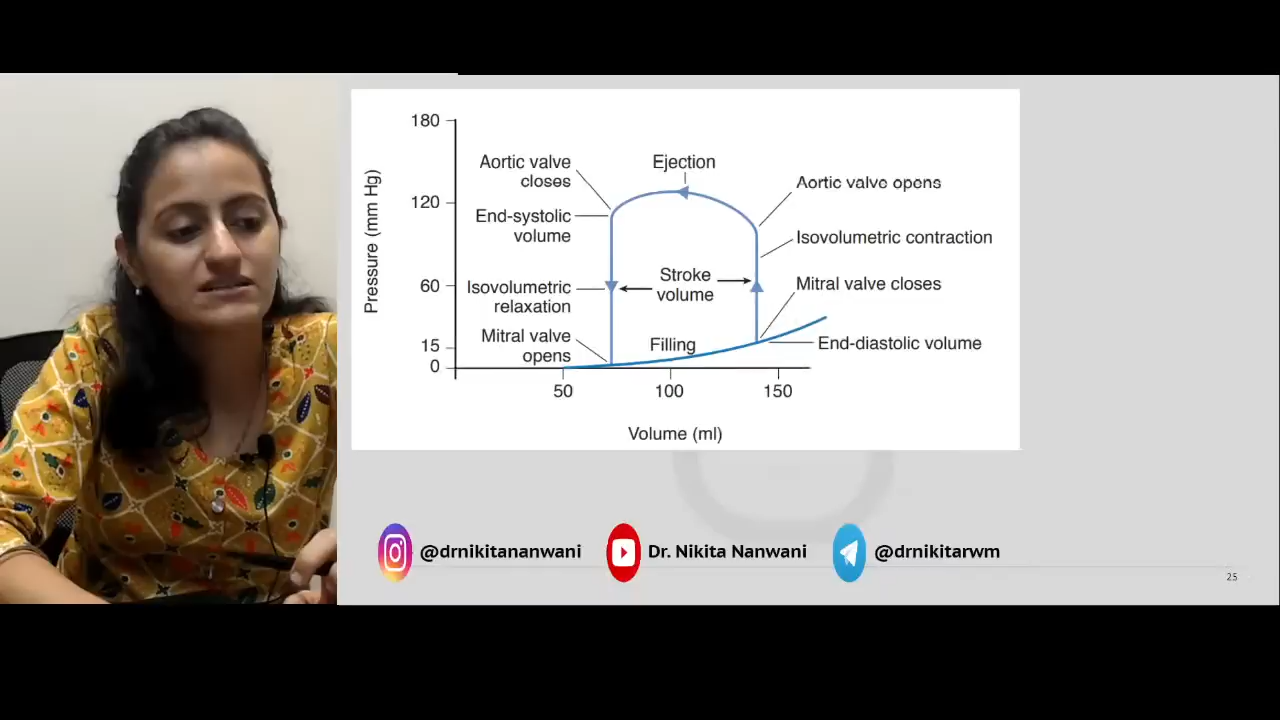 180
Aortic valve
closes
Ejection
Aortic valve opens
120
End-systolic
volume
Isovolumetric contraction
Pressure (mm Hg)
60
Isovolumetric
relaxation
Stroke
volume
Mitral valve closes
Mitral valve
opens
Filling
End-diastolic volume
15
0
50
100
150
Volume (ml)
@drnikitananwani
Dr. Nikita Nanwani
@drnikitarwm
25